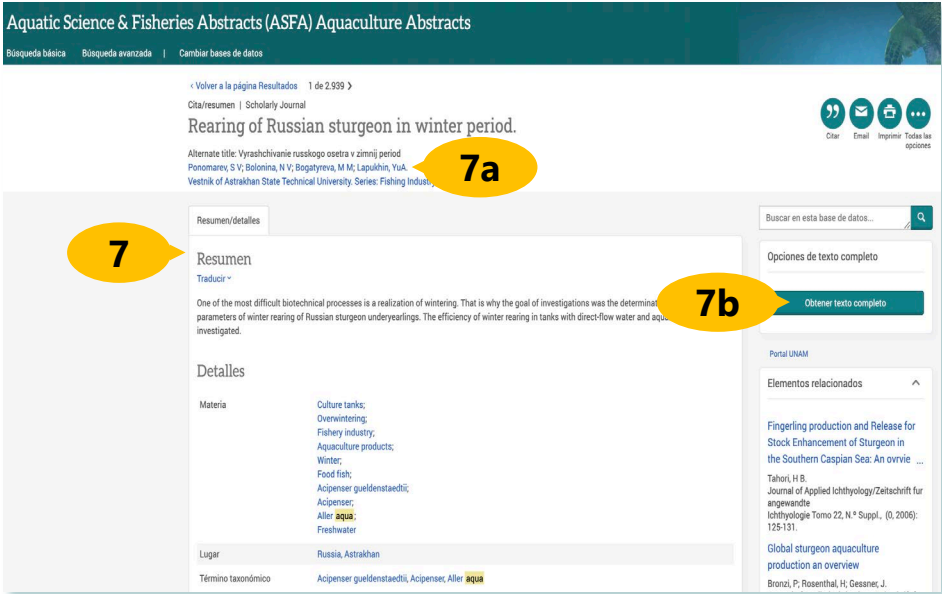 Aquatic Science & Fisheries Abstracts (ASFA) Aquaculture Abstracts
Búsqueda básica Búsqueda avanzada | Cambiar bases de datos
‹ Volver a la página Resultados 1 de 2.939 ❯
Cita/resumen | Scholarly Journal
Rearing of Russian sturgeon in winter period.
Alternate title: Vyrashchivanie russkogo osetra v zimnij period
Ponomarev, S V; Bolonina, N V; Bogatyreva, M M; Lapukhin, YuA.
Vestnik of Astrakhan State Technical University. Series: Fishing
7a
Citar Email Imprimir Todas las
opciones
Resumen/detalles
7
Resumen
Traducir
One of the most difficult biotechnical processes is a realization of wintering. That is why the goal of investigations was the
parameters of winter rearing of Russian sturgeon underyearlings. The efficiency of winter rearing in tanks with direct-flow water and
investigated.
Detalles
Materia
Culture tanks;
Overwintering;
Fishery industry;
Aquaculture products;
Winter;
Food fish;
Acipenser gueldenstaedtii;
Acipenser;
Aller aqua;
Freshwater
Lugar Russia, Astrakhan
Término taxonómico Acipenser gueldenstaedtii, Acipenser, Aller aqua
Buscar en esta base de datos...
Opciones de texto completo
7b
Obtener texto completo
Portal UNAM
Elementos relacionados
Fingerling production and Release for
Stock Enhancement of Sturgeon in
the Southern Caspian Sea: An ovrvie ...
Tahori, H B.
Journal of Applied Ichthyology/Zeitschrift fur
angewandte
Ichthyologie Tomo 22, N.º Suppl., (0, 2006):
125-131.
Global sturgeon aquaculture
production an overview
Bronzi, P; Rosenthal, H; Gessner, J.